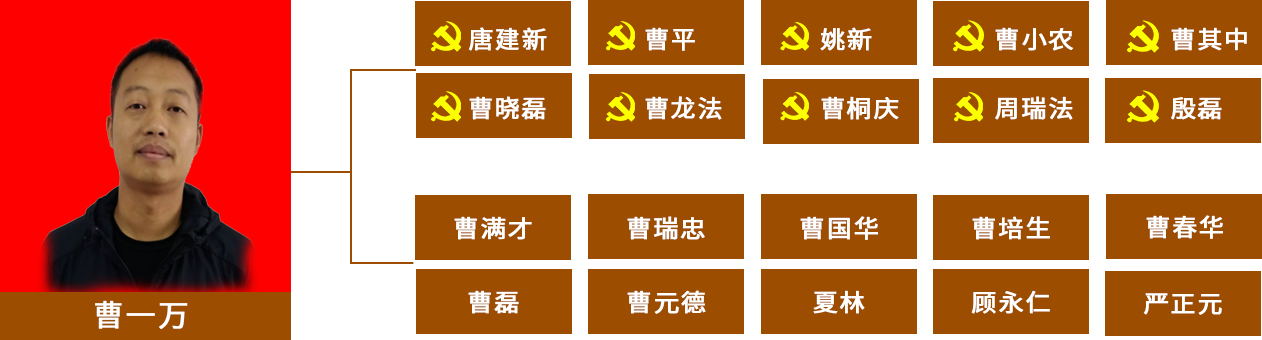 唐建新 曹平 姚新 曹小农 曹其中
曹晓磊 曹龙法 曹桐庆 周瑞法 殷磊
曹满才 曹瑞忠 曹国华 曹培生 曹春华
曹磊 曹元德 夏林 顾永仁 严正元
曹一万